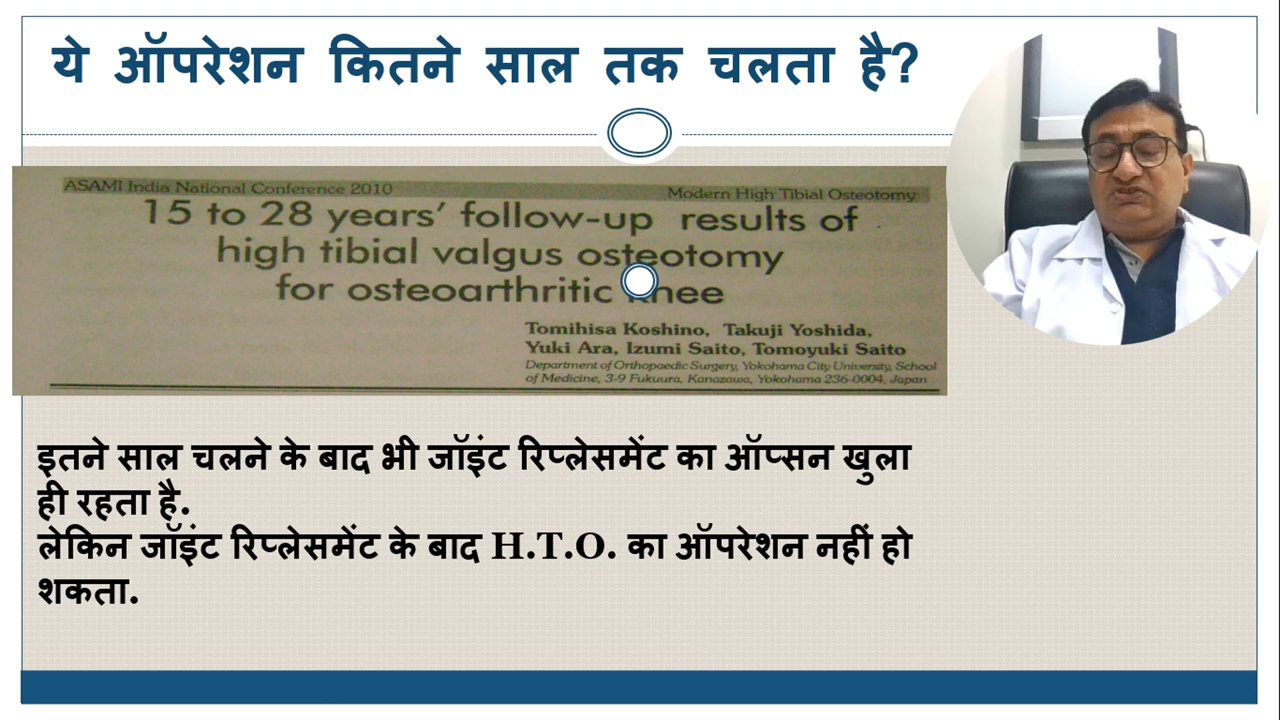 ये ऑपरेशन कितने साल तक चलता है?
ASAMI India National Conference 2010
Modern High Tibial Osteotomy
15 to 28 years' follow-up results of
high tibial valgus osteotomy
for osteoarthritic knee
Tomihisa Koshino, Takuji Yoshida,
Yuki Ara, Izumi Saito, Tomoyuki Saito
Department of Orthopaedic Surgery, Yokohama City University, School
of Medicine, 3-9 Fukuura, Kanazawa, Yokohama 236-0004, Japan
इतने साल चलने के बाद भी जॉइंट रिप्लेसमेंट का ऑप्सन खुला
ही रहता है.
लेकिन जॉइंट रिप्लेसमेंट के बाद H.T.O. का ऑपरेशन नहीं हो
शकता.